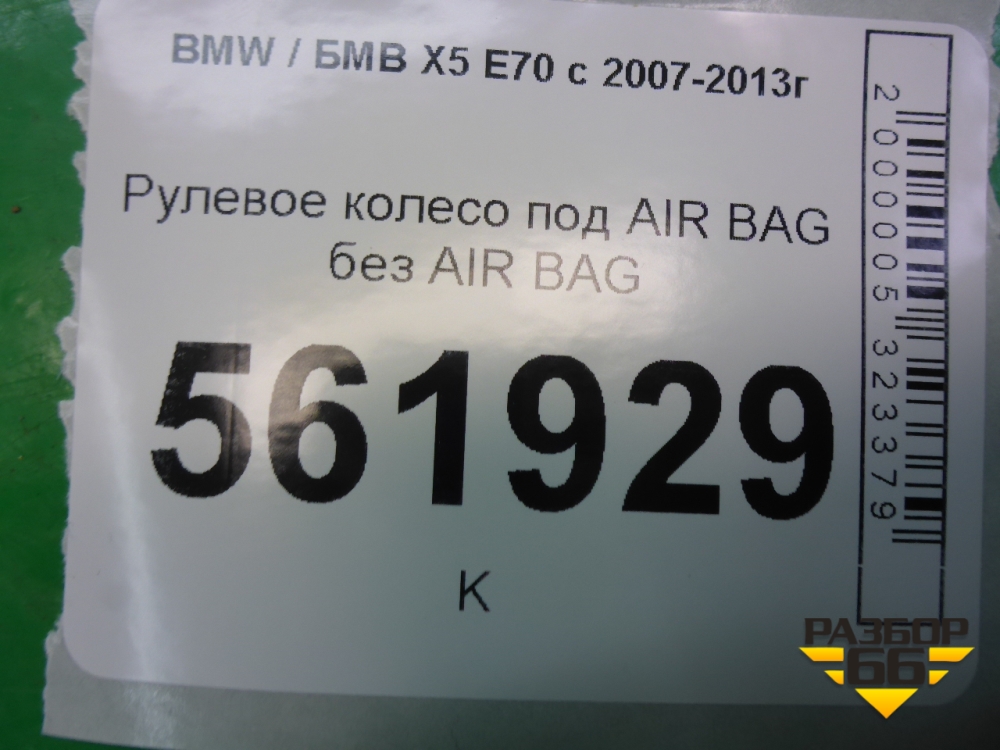 BMW / БМВ X5 E70 с 2007-2013г
Рулевое колесо под AIR BAG
без AIR BAG
561929
K
2000005323379
РАЗБОР
66